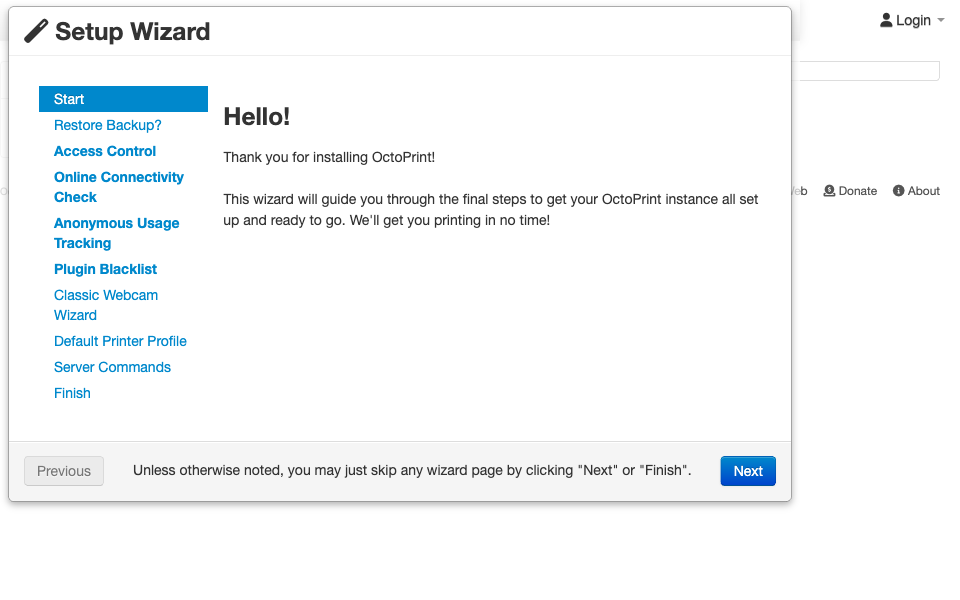 Setup Wizard
Login
Start
Restore Backup?
Access Control
Online Connectivity
Check
Anonymous Usage
Tracking
Plugin Blacklist
Classic Webcam
Wizard
Default Printer Profile
Server Commands
Finish
Hello!
Thank you for installing OctoPrint!
This wizard will guide you through the final steps to get your OctoPrint instance all set
up and ready to go. We'll get you printing in no time!
Donate
About
Previous
Unless otherwise noted, you may just skip any wizard page by clicking "Next" or "Finish".
Next